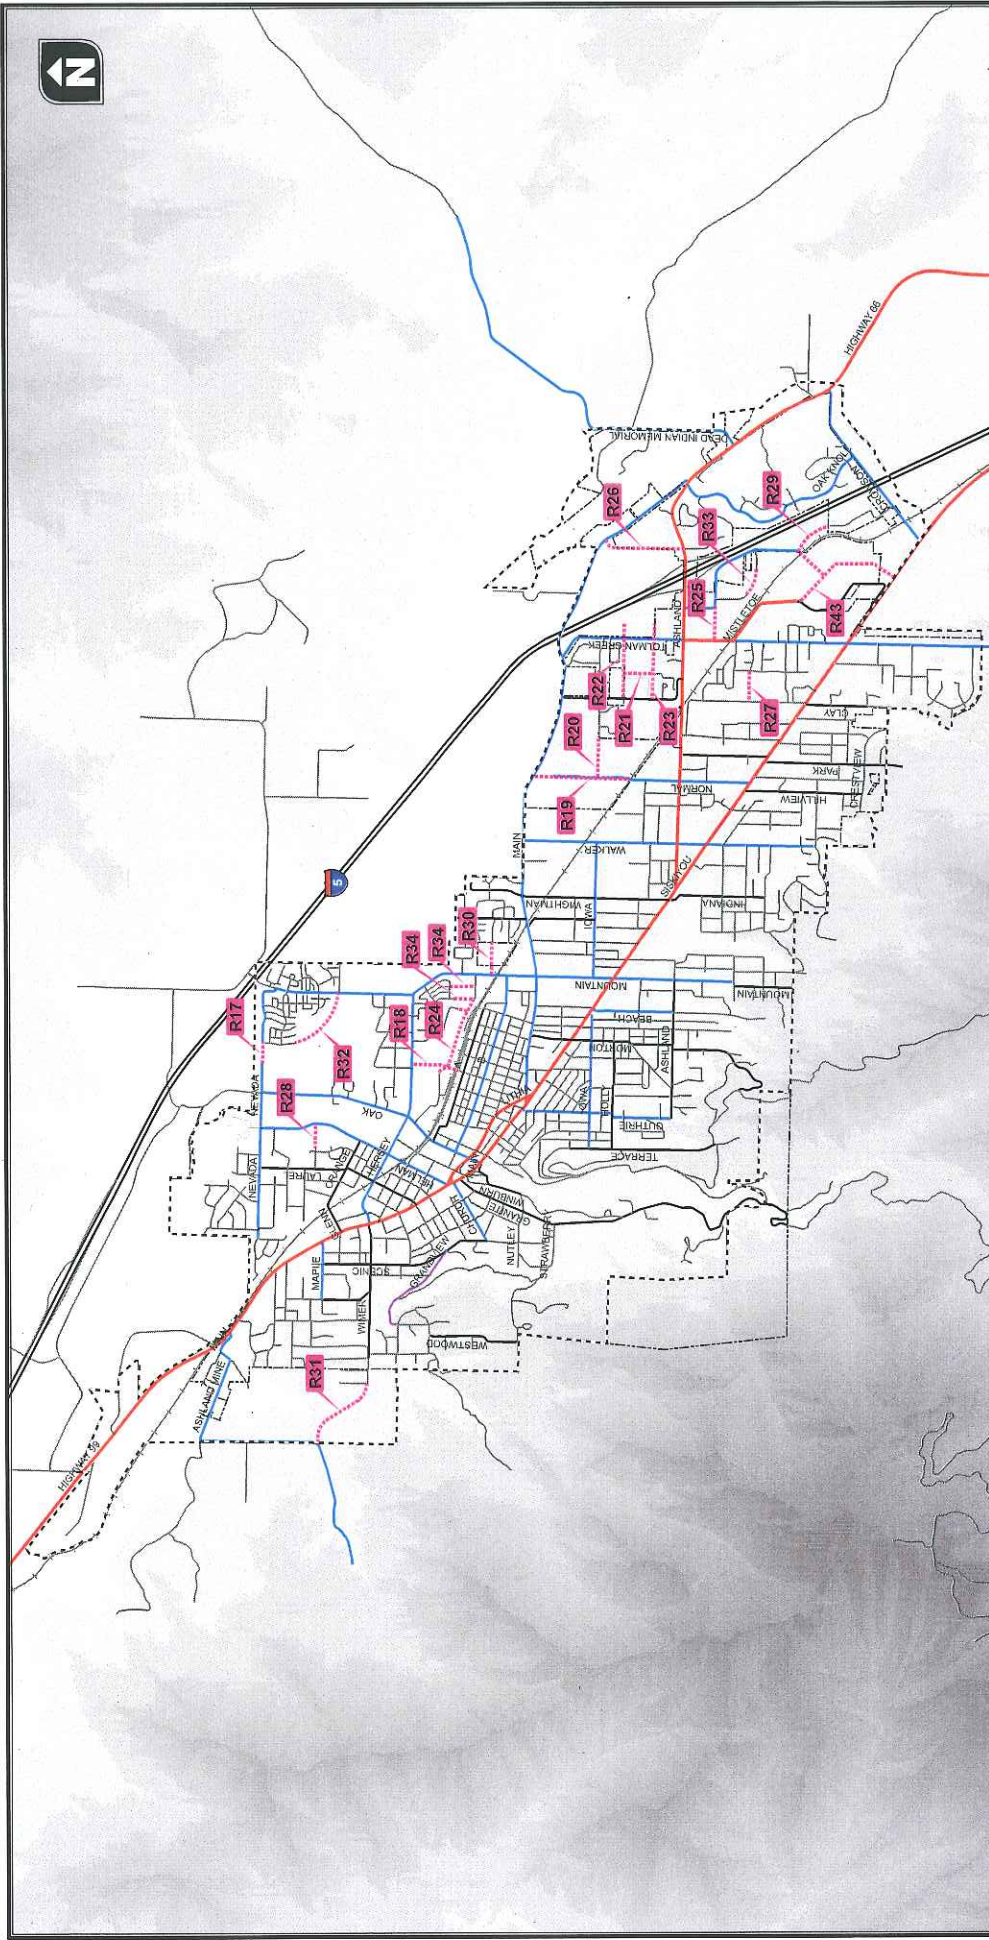 N
HIGHWAY 99
ASHLAND MINE
MAIN
R31
WESTWOOD
WIMER
MAPLE
SCENIC
GRANDVIEW
STRAWBERRY
NUTLEY
GRANITE
WINBURN
CHURCH
GLENN
ORANGE
LAUREL
HERSEY
HELMAN
NEVADA
R28
NEVADA
R17
OAK
R32
R18
R24
R34
R34
R30
MAIN
LITHIA
TERRACE
GUTHRIE
HOLLY
IOWA
MORTON
ASHLAND
BEACH
MOUNTAIN
MOUNTAIN
5
WIGHTMAN
IOWA
INDIANA
SISKIYOU
MAIN
WALKER
R19
R20
NORMAL
HILLVIEW
PARK
CRESTVIEW
CLAY
R27
R21
R22
R23
TOLMAN CREEK
ASHLAND
MISTLETOE
R25
R33
R26
R43
R29
DEAD INDIAN MEMORIAL
OAK KNOLL
CROWSON
HIGHWAY 66